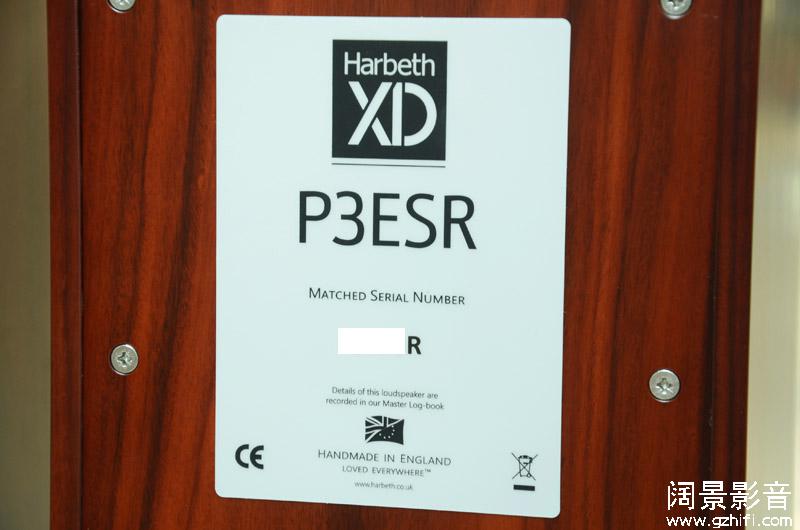 Harbeth
XD
P3ESR
MATCHED SERIAL NUMBER
R
Details of this loudspeaker are
recorded in our Master Log-book
CE
HANDMADE IN ENGLAND
LOVED EVERYWHERE™
www.harbeth.co.uk
阔景影音
www.gzhifi.com